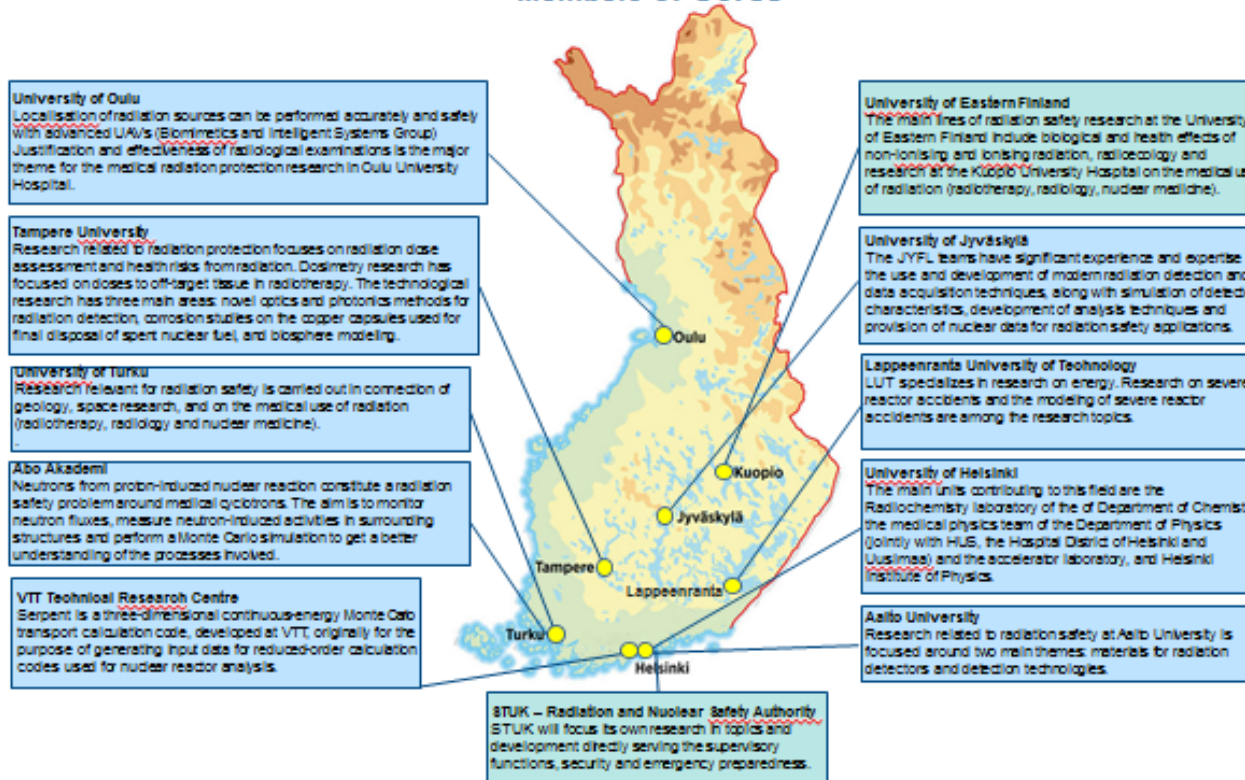 University of Oulu
Localisation of radiation sources can be performed accurately and safely
with advanced UAVs (Biomimetics and Intelligent Systems Group)
Justification and effectiveness of radiological examinations is the major
theme for the medical radiation protection research in Oulu University
Hospital.
Tampere University
Research related to radiation protection focuses on radiation dose
assessment and health risks from radiation. Dosimetry research has
focused on doses to off-target tissue in radiotherapy. The technological
research has three main areas: novel optics and photonics methods for
radiation detection, corrosion studies on the copper capsules used for
final disposal of spent nuclear fuel, and biosphere modeling.
University of Turku
Research relevant for radiation safety is carried out in connection of
geology, space research, and on the medical use of radiation
(radiotherapy, radiology and nuclear medicine).
.
Abo Akademi
Neutrons from proton-induced nuclear reaction constitute a radiation
safety problem around medical cyclotrons. The aim is to monitor
neutron fluxes, measure neutron-induced activities in surrounding
structures and perform a Monte Carlo simulation to get a better
understanding of the processes involved.
VTT Technical Research Centre
Serpent is a three-dimensional continuous-energy Monte Carlo
transport calculation code, developed at VTT, originally for the
purpose of generating input data for reduced-order calculation
codes used for nuclear reactor analysis.
Oulu
Kuopio
Jyväskylä
Tampere
Lappeenranta
Turku
Helsinki
University of Eastern Finland
The main lines of radiation safety research at the University
of Eastern Finland include biological and health effects of
non-ionising and ionising radiation, radioecology and
research at the Kuopio University Hospital on the medical
of radiation (radiotherapy, radiology, nuclear medicine).
University of Jyväskylä
The JYFL teams have significant experience and expertise
the use and development of modern radiation detection and
data acquisition techniques, along with simulation of
characteristics, development of analysis techniques and
provision of nuclear data for radiation safety applications.
Lappeenranta University of Technology
LUT specializes in research on energy. Research on severe
reactor accidents and the modeling of severe reactor
accidents are among the research topics.
University of Helsinki
The main units contributing to this field are the
Radiochemistry laboratory of the of Department of
the medical physics team of the Department of Physics
(jointly with HUS, the Hospital District of Helsinki and
Uusimaa) and the accelerator laboratory, and Helsinki
Institute of Physics.
Aalto University
Research related to radiation safety at Aalto University is
focused around two main themes: materials for radiation
detectors and detection technologies.
STUK – Radiation and Nuclear Safety Authority
STUK will focus its own research in topics and
development directly serving the supervisory
functions, security and emergency preparedness.